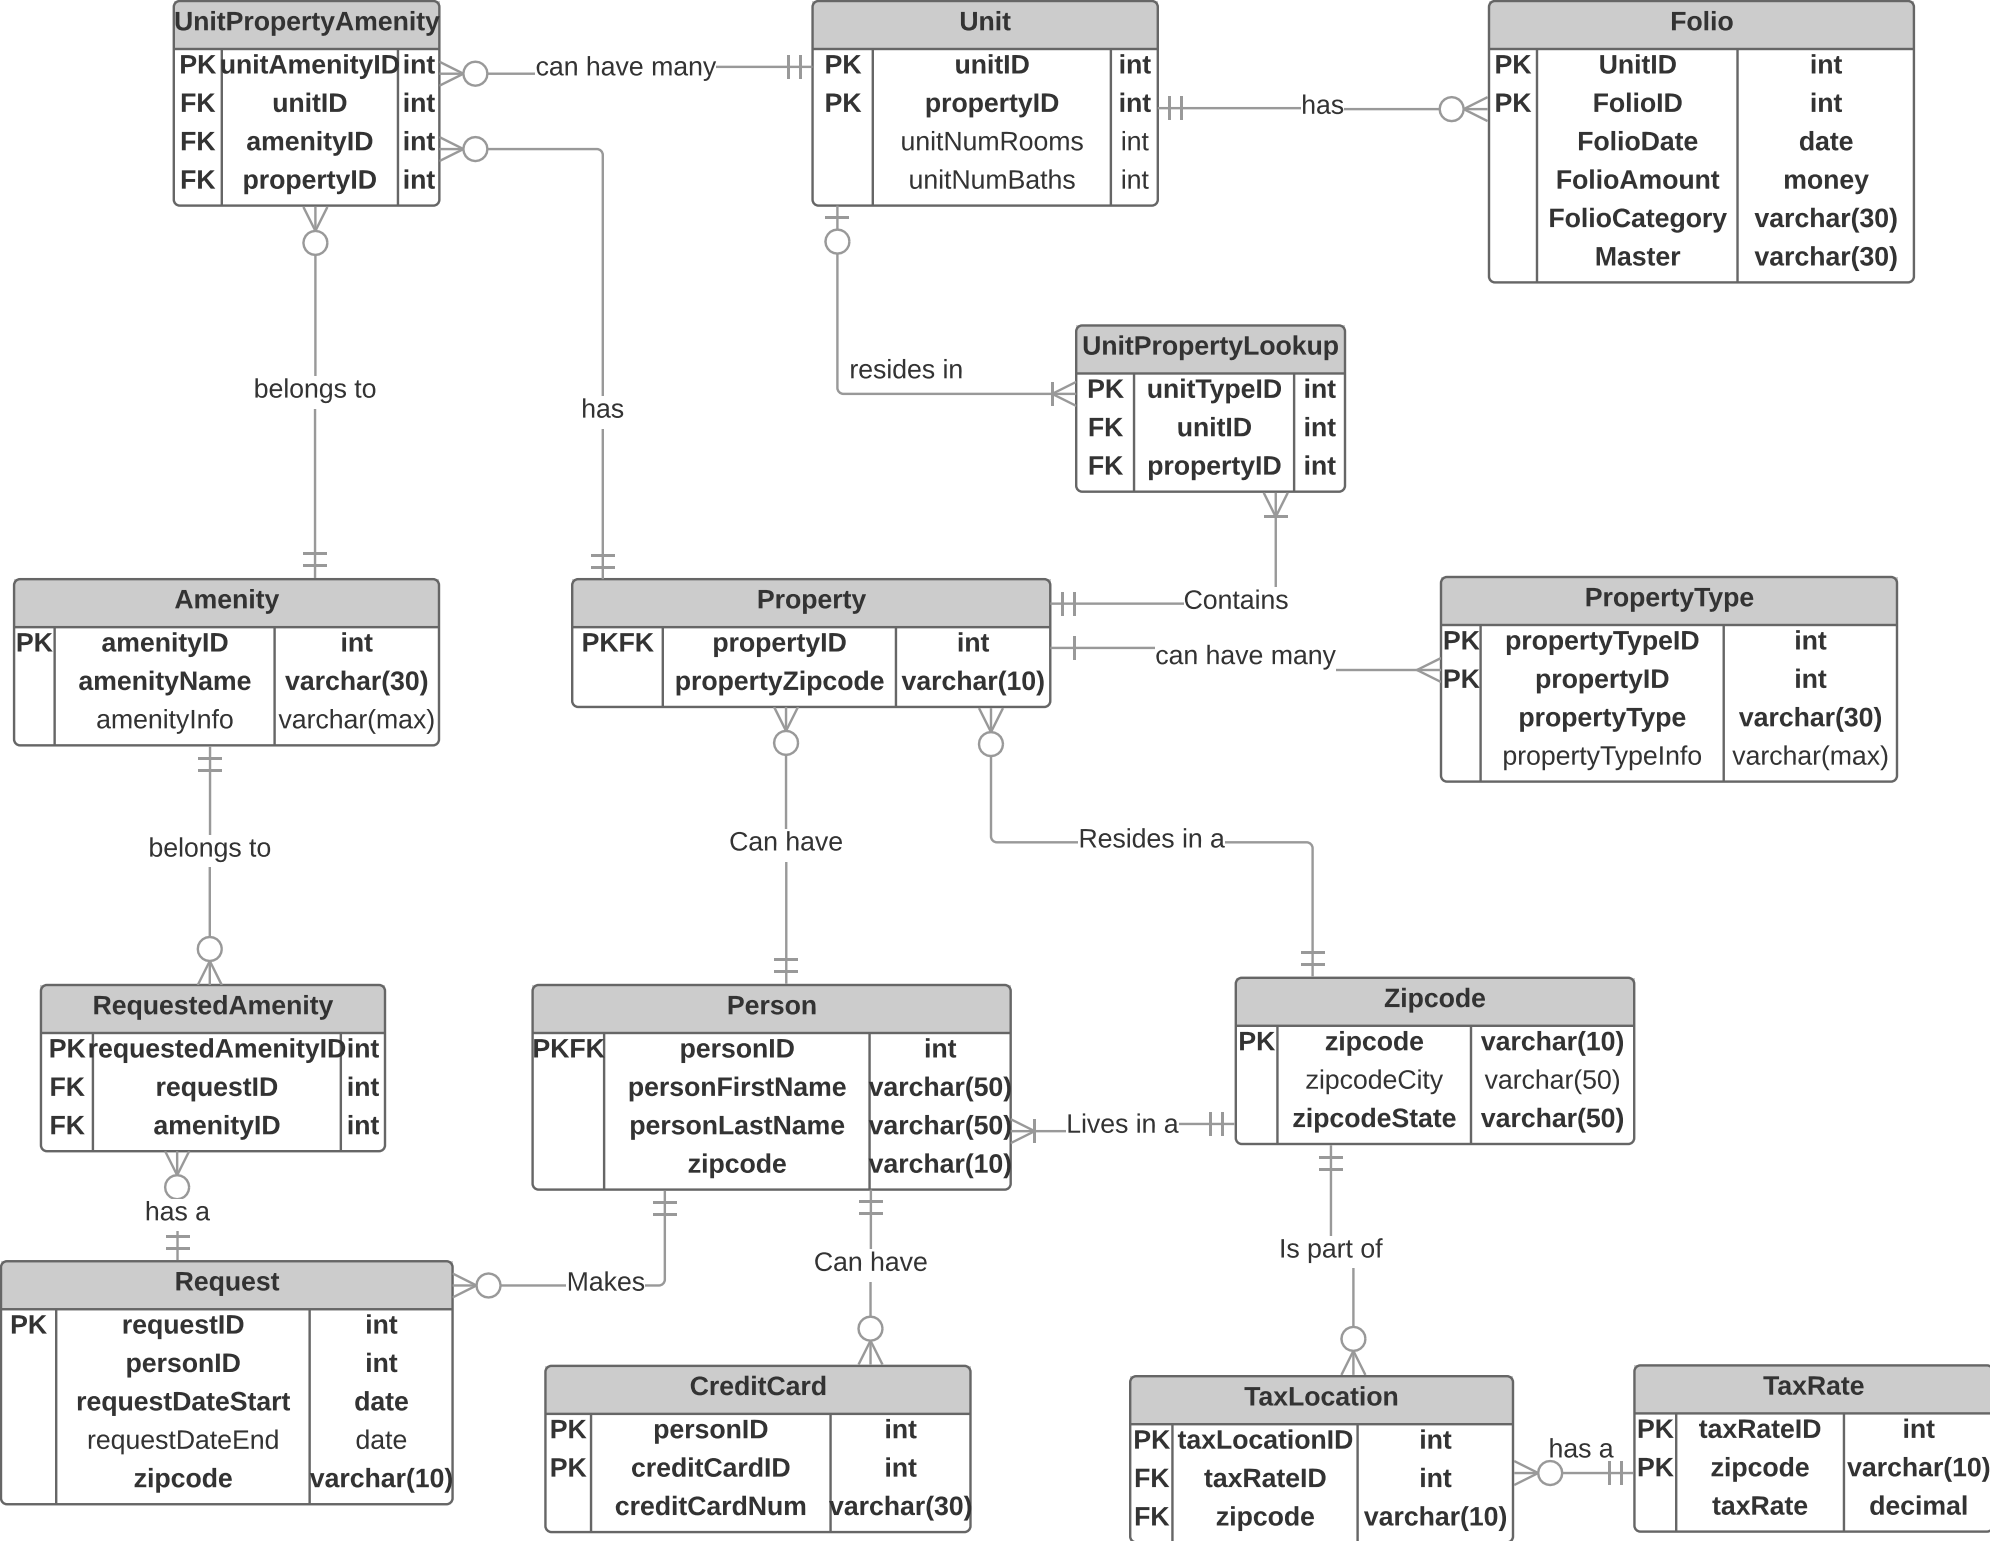 UnitPropertyAmenity
PK unitAmenityID int
FK unitID int
FK amenityID int
FK propertyID int
can have many
Unit
PK unitID int
PK propertyID int
unitNumRooms int
unitNumBaths int
has
Folio
PK UnitID int
PK FolioID int
FolioDate date
FolioAmount money
FolioCategory varchar(30)
Master varchar(30)
belongs to
has
resides in
UnitPropertyLookup
PK unitTypeID int
FK unitID int
FK propertyID int
Amenity
PK amenityID int
amenityName varchar(30)
amenityInfo varchar(max)
Property
PKFK propertyID int
propertyZipcode varchar(10)
Contains
can have many
PropertyType
PK propertyTypeID int
PK propertyID int
propertyType varchar(30)
propertyTypeInfo varchar(max)
belongs to
Can have
Resides in a
RequestedAmenity
PK requestedAmenityID int
FK requestID int
FK amenityID int
Person
PKFK personID int
personFirstName varchar(50)
personLastName varchar(50)
zipcode varchar(10)
Lives in a
Zipcode
PK zipcode varchar(10)
zipcodeCity varchar(50)
zipcodeState varchar(50)
has a
Makes
Can have
Is part of
Request
PK requestID int
personID int
requestDateStart date
requestDateEnd date
zipcode varchar(10)
CreditCard
PK personID int
PK creditCardID int
creditCardNum varchar(30)
TaxLocation
PK taxLocationID int
FK taxRateID int
FK zipcode varchar(10)
has a
TaxRate
PK taxRateID int
PK zipcode varchar(10)
taxRate decimal